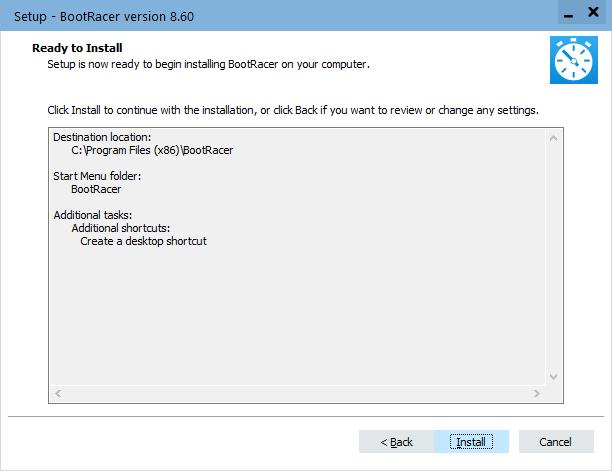 Setup - BootRacer version 8.60
Ready to Install
Setup is now ready to begin installing BootRacer on your computer.
Click Install to continue with the installation, or click Back if you want to review or change any settings.
Destination location:
C:\Program Files (x86)\BootRacer
Start Menu folder:
BootRacer
Additional tasks:
Additional shortcuts:
Create a desktop shortcut
< Back
Install
Cancel